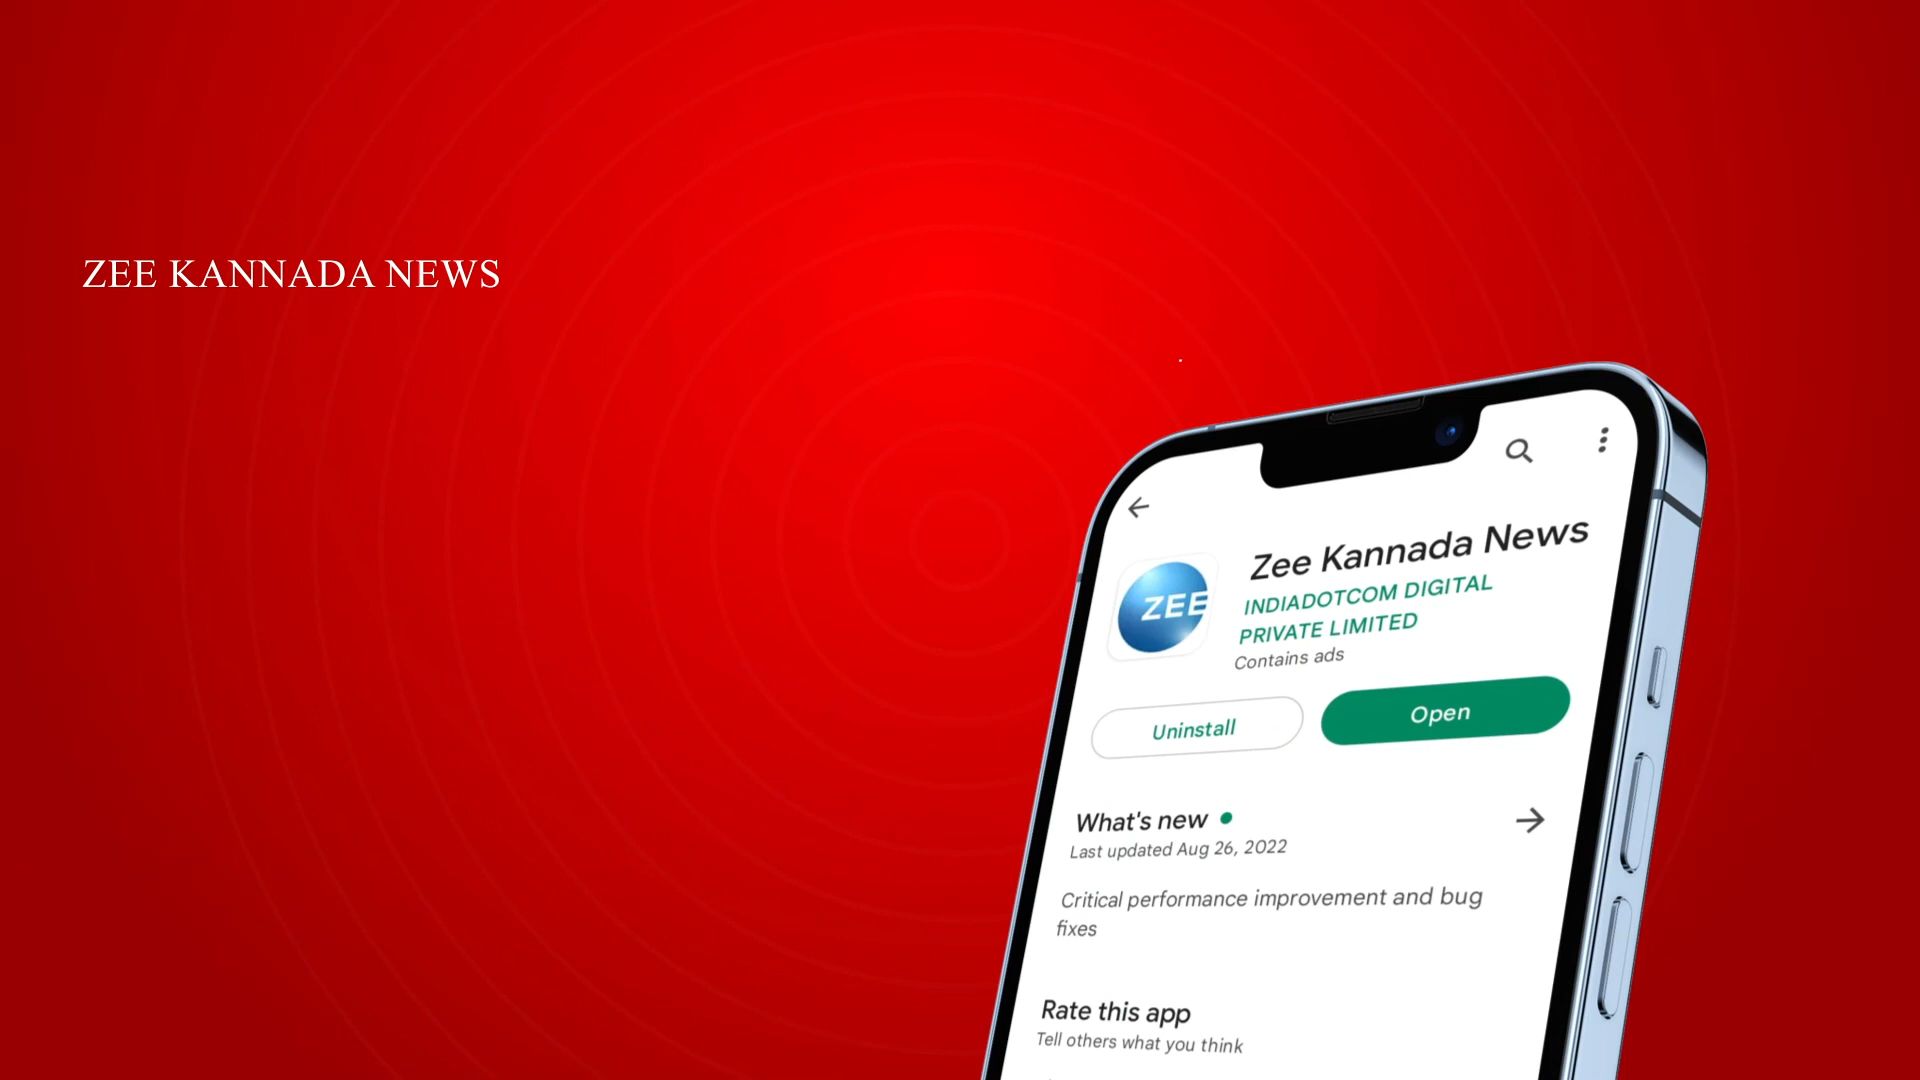 ZEE KANNADA NEWS
Zee Kannada News
ZEE
INDIADOTCOM DIGITAL
PRIVATE LIMITED
Contains ads
Uninstall
Open
What's new
Last updated Aug 26, 2022
Critical performance improvement and bug
fixes
Rate this app
Tell others what you think